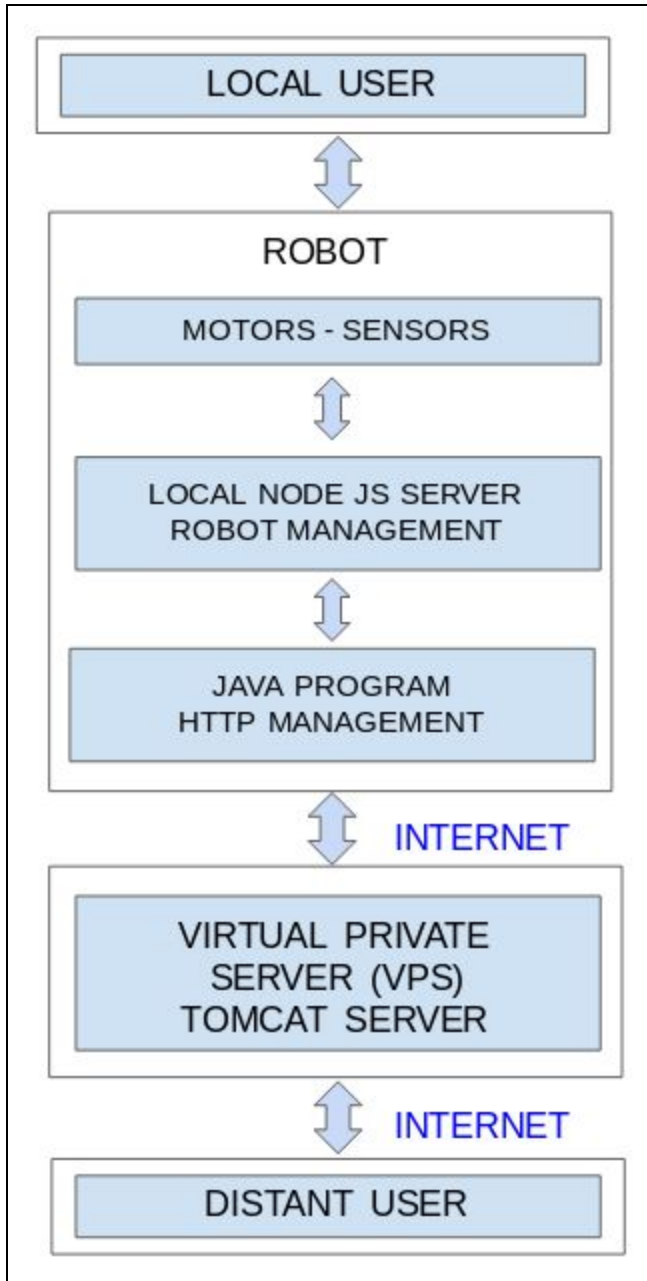 LOCAL USER
ROBOT
MOTORS - SENSORS
LOCAL NODE JS SERVER
ROBOT MANAGEMENT
JAVA PROGRAM
HTTP MANAGEMENT
INTERNET
VIRTUAL PRIVATE
SERVER (VPS)
TOMCAT SERVER
INTERNET
DISTANT USER